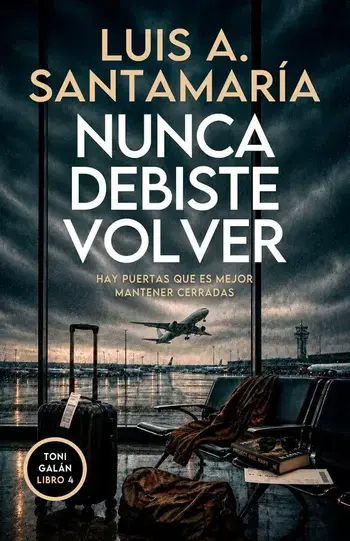 LUIS A.
SANTAMARÍA
NUNCA
DEBISTE
VOLVER
HAY PUERTAS QUE ES MEJOR
MANTENER CERRADAS
TONI
GALÁN
LIBRO 4